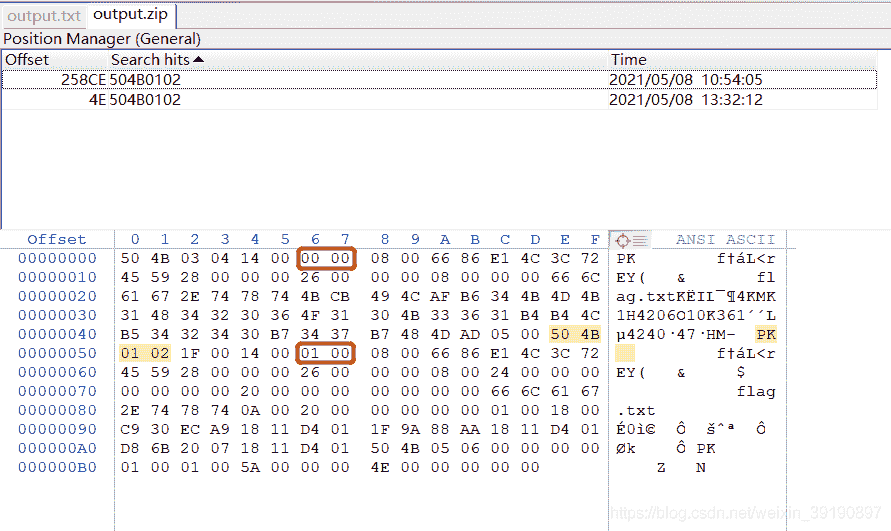 output.txt output.zip
Position Manager (General)
Offset Search hits Time
258CE 504B0102 2021/05/08 10:54:05
4E 504B0102 2021/05/08 13:32:12
Offset 0 1 2 3 4 5 6 7 8 9 A B C D E F ANSI ASCII
00000000 50 4B 03 04 14 00 00 00 08 00 66 86 E1 4C 3C 72 PK f†áL<r
00000010 45 59 28 00 00 00 26 00 00 00 08 00 00 00 66 6C EY( & fl
00000020 61 67 2E 74 78 74 4B CB 49 4C AF B6 34 4B 4D 4B ag.txtKËIL¯¶4KMK
00000030 31 48 34 32 30 36 4F 31 30 4B 33 36 31 B4 B4 4C 1H4206O10K361´´L
00000040 B5 34 32 34 30 B7 34 37 B7 48 4D AD 05 00 50 4B µ4240·47·HM- PK
00000050 01 02 1F 00 14 00 01 00 08 00 66 86 E1 4C 3C 72 f†áL<r
00000060 45 59 28 00 00 00 26 00 00 00 08 00 24 00 00 00 EY( & $
00000070 00 00 00 00 20 00 00 00 00 00 00 00 66 6C 61 67 flag
00000080 2E 74 78 74 0A 00 20 00 00 00 00 00 01 00 18 00 .txt
00000090 C9 30 EC A9 18 11 D4 01 1F 9A 88 AA 18 11 D4 01 É0ì© Ô šˆª Ô
000000A0 D8 6B 20 07 18 11 D4 01 50 4B 05 06 00 00 00 00 Øk Ô PK
000000B0 01 00 01 00 5A 00 00 00 4E 00 00 00 00 00 Z N
https://blog.csdn.net/weixin_39190897